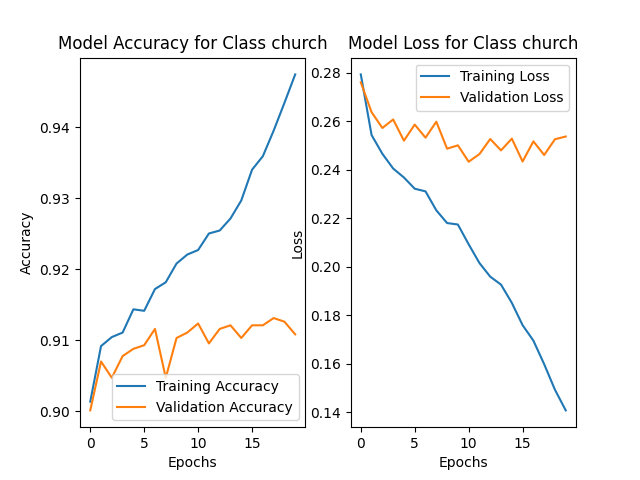 Model Accuracy for Class church
Accuracy
0.94
0.93
0.92
0.91
0.90
Training Accuracy
Validation Accuracy
0 5 10 15
Epochs
Model Loss for Class church
Loss
0.28
0.26
0.24
0.22
0.20
0.18
0.16
0.14
Training Loss
Validation Loss
0 5 10 15
Epochs